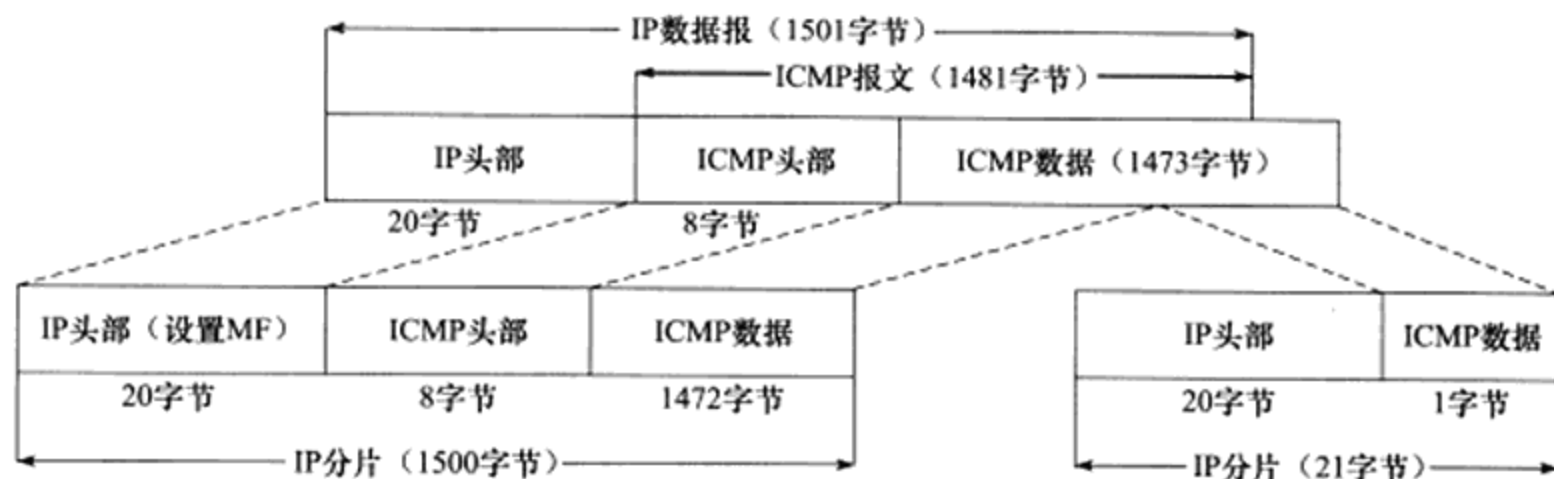 IP数据报（1501字节）
ICMP报文（1481字节）
IP头部
ICMP头部
ICMP数据（1473字节）
20字节
8字节
IP头部（设置MF）
ICMP头部
ICMP数据
IP头部
ICMP数据
20字节
8字节
1472字节
20字节
1字节
IP分片（1500字节）
IP分片（21字节）